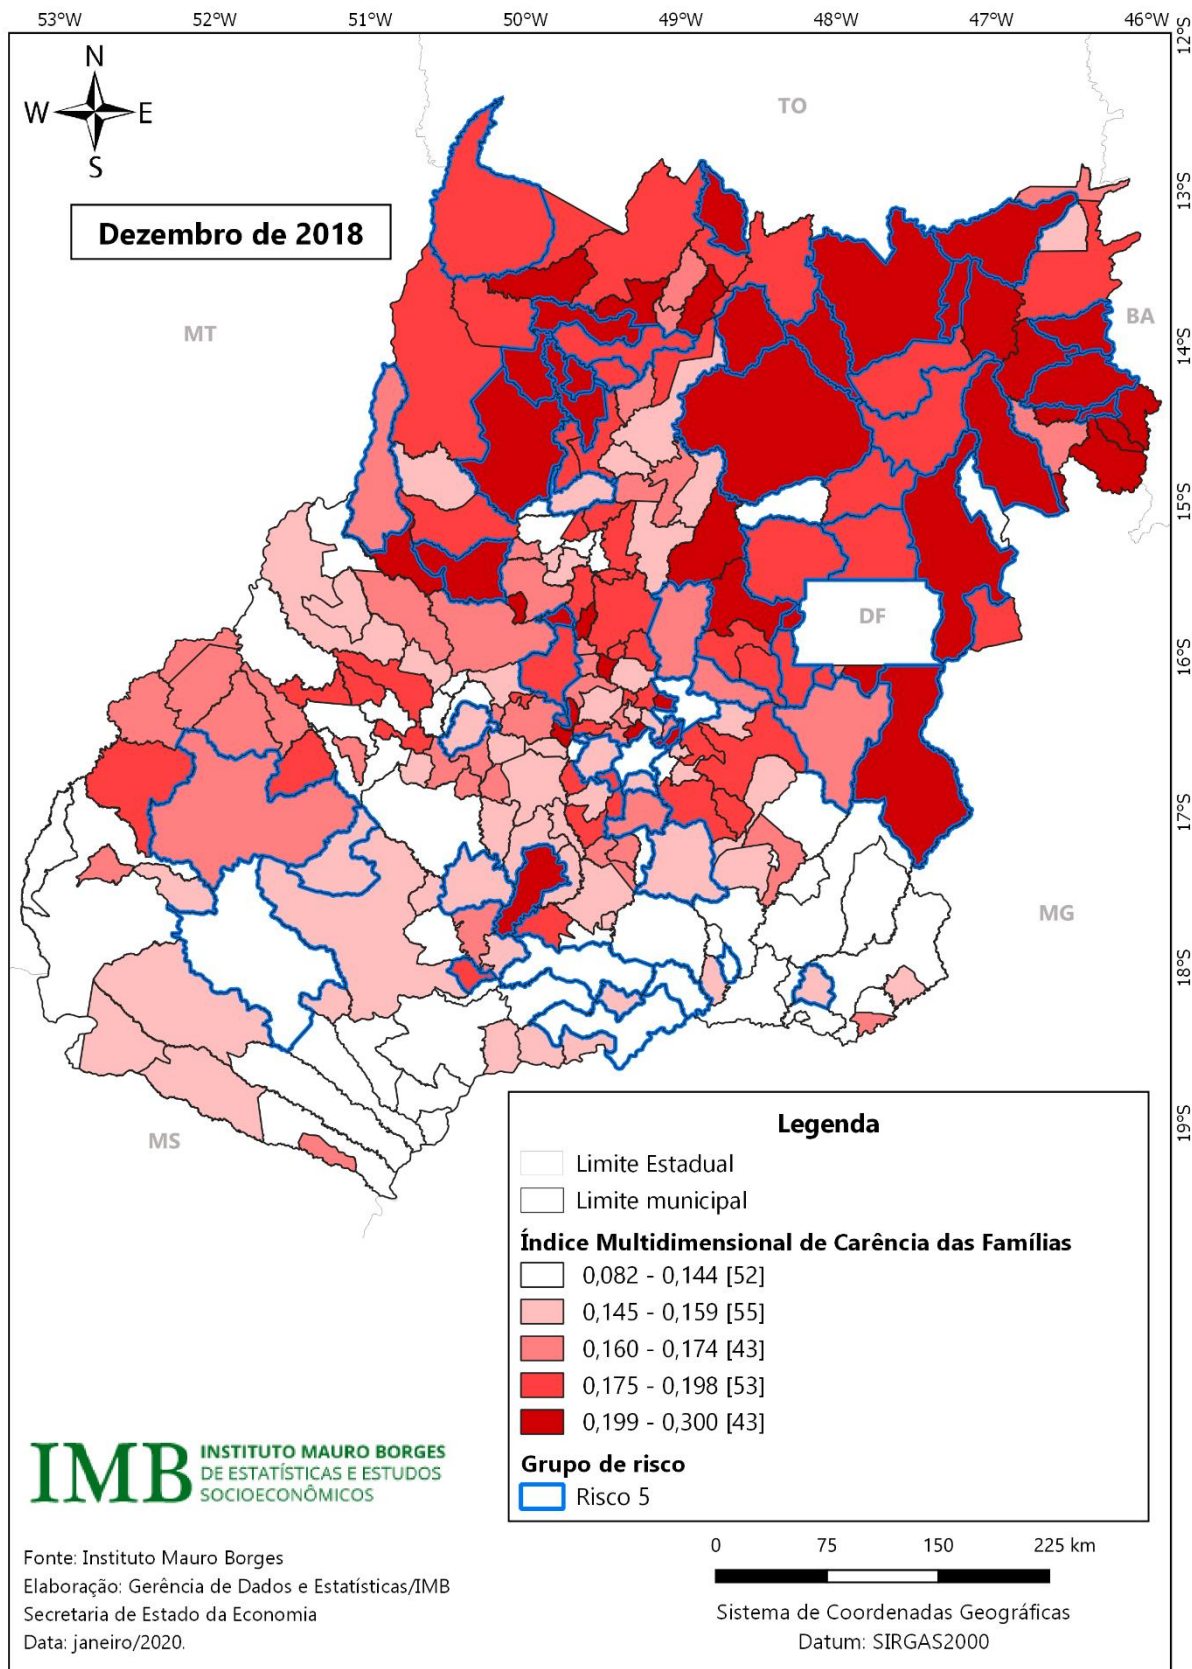 53°W 52°W 51°W 50°W 49°W 48°W 47°W 46°W
12°S
N
W E
S
TO
13°S
Dezembro de 2018
BA
MT
14°S
15°S
DF
16°S
17°S
MG
18°S
MS
19°S
Legenda
Limite Estadual
Limite municipal
Índice Multidimensional de Carência das Famílias
0,082 - 0,144 [52]
0,145 - 0,159 [55]
0,160 - 0,174 [43]
0,175 - 0,198 [53]
0,199 - 0,300 [43]
Grupo de risco
Risco 5
IMB INSTITUTO MAURO BORGES
DE ESTATÍSTICAS E ESTUDOS
SOCIOECONÔMICOS
Fonte: Instituto Mauro Borges
Elaboração: Gerência de Dados e Estatísticas/IMB
Secretaria de Estado da Economia
Data: janeiro/2020.
0 75 150 225 km
Sistema de Coordenadas Geográficas
Datum: SIRGAS2000